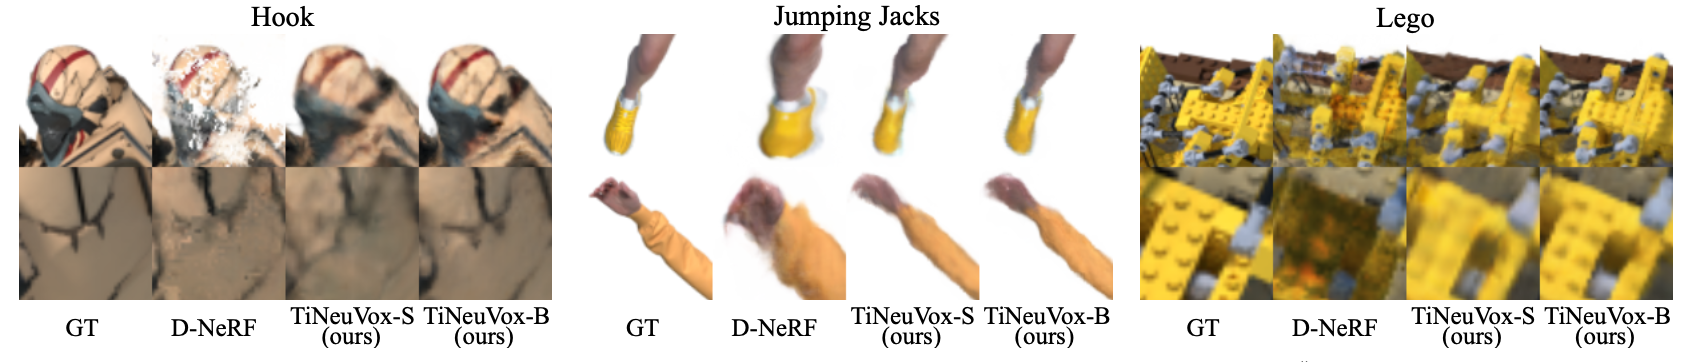 Hook
Jumping Jacks
Lego
GT
D-NeRF
TiNeuVox-S
(ours)
TiNeuVox-B
(ours)
GT
D-NeRF
TiNeuVox-S
(ours)
TiNeuVox-B
(ours)
GT
D-NeRF
TiNeuVox-S
(ours)
TiNeuVox-B
(ours)